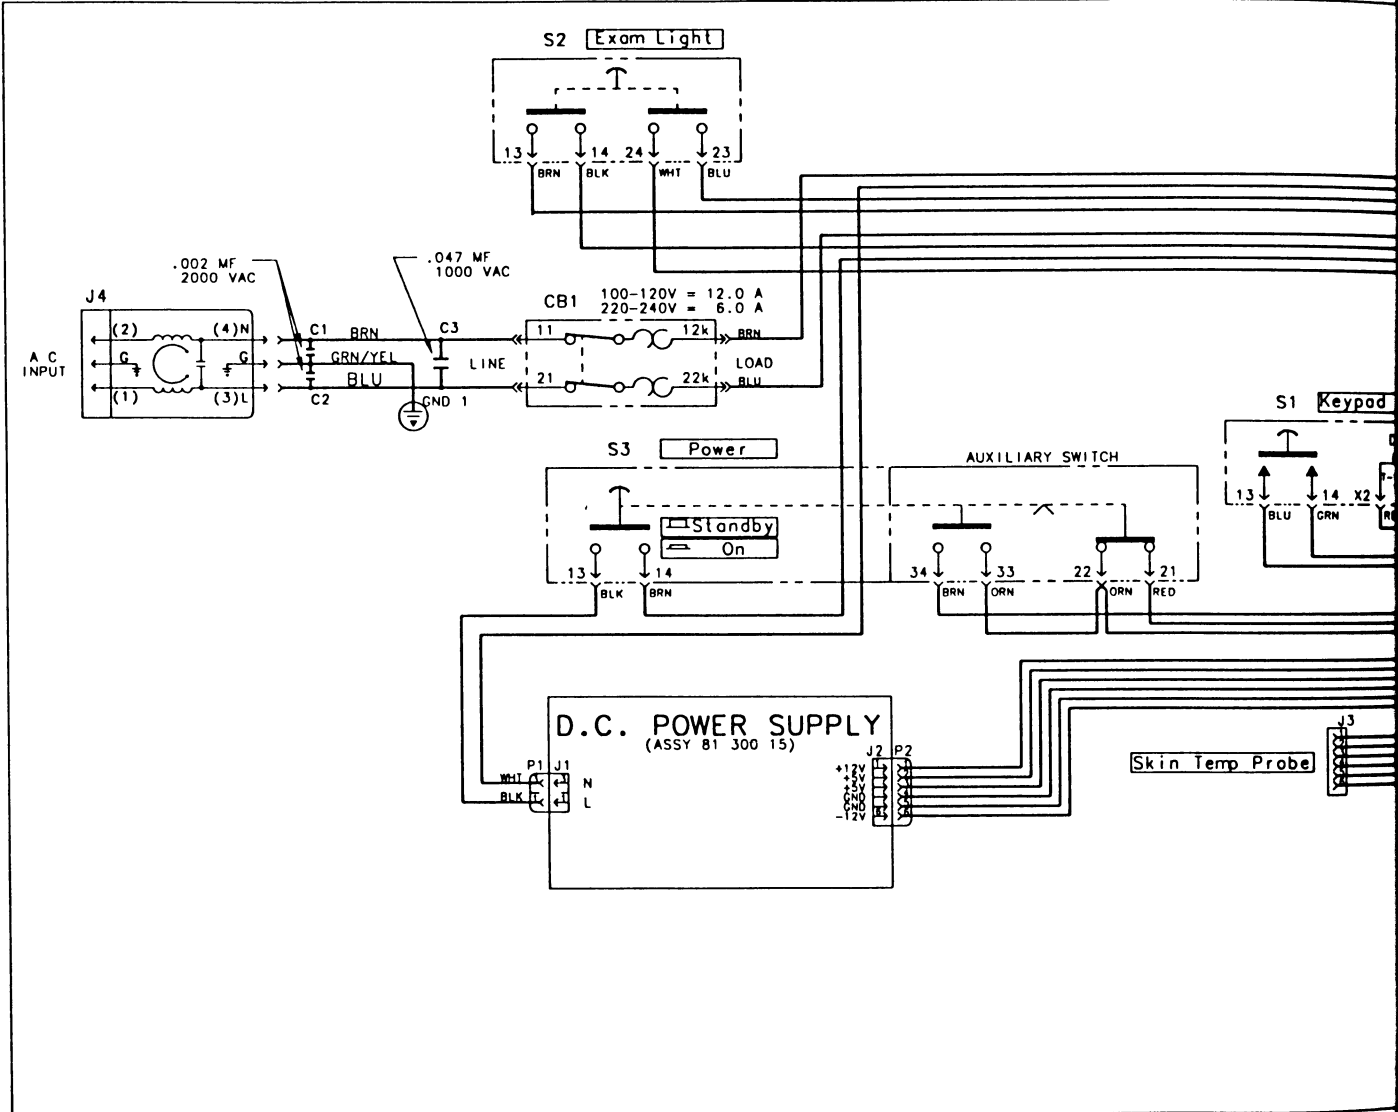 S2 Exam Light
13 14 24 23
BRN BLK WHT BLU
.002 MF
2000 VAC
.047 MF
1000 VAC
J4
A C
INPUT
(2) (4)N
G G
(1) (3)L
C1 BRN C3
GRN/YEL
BLU
C2 GND 1
LINE
CB1 100-120V = 12.0 A
220-240V = 6.0 A
11 12k BRN
LOAD
21 22k BLU
S1 Keypad
13 14 X2
BLU GRN
S3 Power
AUXILIARY SWITCH
Standby
On
13 14 34 33 22 21
BLK BRN BRN ORN ORN RED
D.C. POWER SUPPLY
(ASSY 81 300 15)
P1 J1
WHT N
BLK L
J2 P2
+12V
+5V
+5V
GND
GND
-12V
J3
Skin Temp Probe